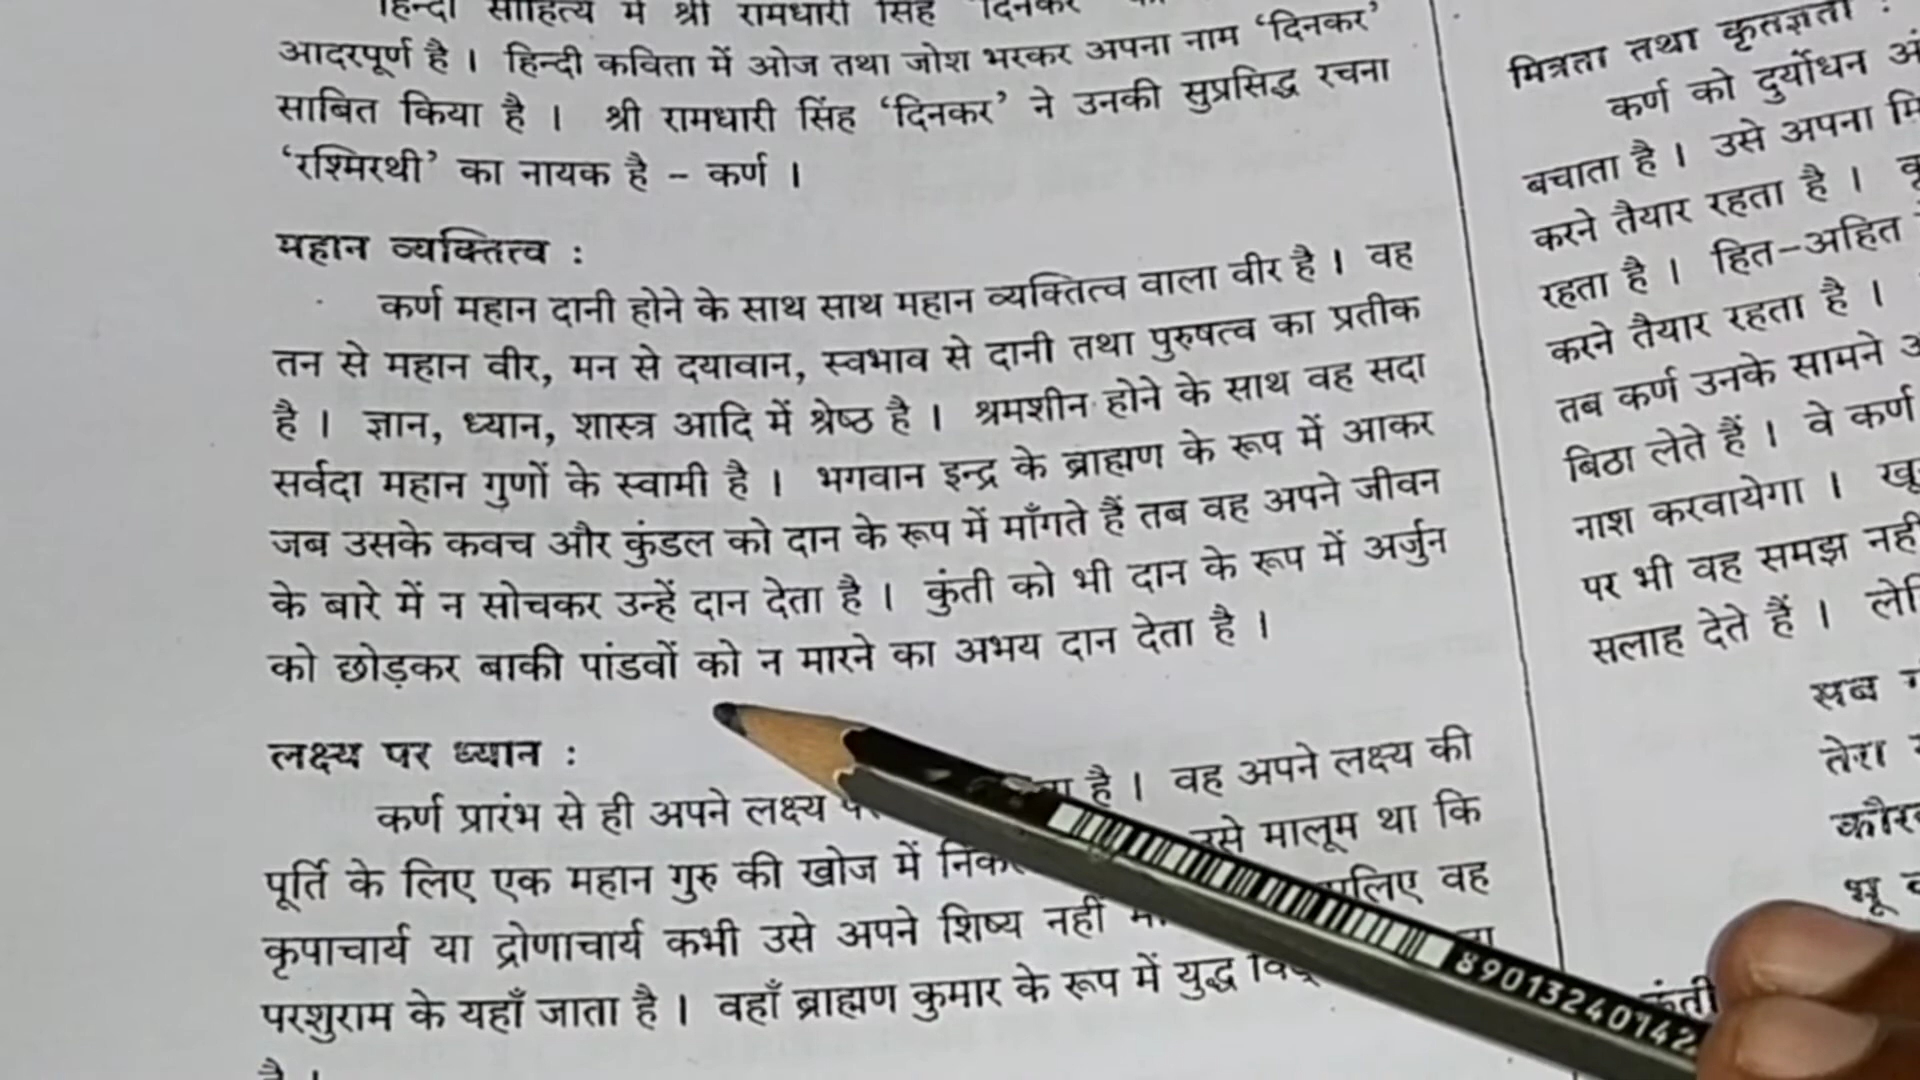 हिन्दी साहित्य में श्री रामधारी सिंह 'दिनकर'
आदरपूर्ण है । हिन्दी कविता में ओज तथा जोश भरकर अपना नाम 'दिनकर'
साबित किया है । श्री रामधारी सिंह 'दिनकर' ने उनकी सुप्रसिद्ध रचना
'रश्मिरथी' का नायक है – कर्ण ।
महान व्यक्तित्व :
कर्ण महान दानी होने के साथ साथ महान व्यक्तित्व वाला वीर है । वह
तन से महान वीर, मन से दयावान, स्वभाव से दानी तथा पुरुषत्व का प्रतीक
है । ज्ञान, ध्यान, शास्त्र आदि में श्रेष्ठ है । श्रमशीन होने के साथ वह सदा
सर्वदा महान गुणों के स्वामी है । भगवान इन्द्र के ब्राह्मण के रूप में आकर
जब उसके कवच और कुंडल को दान के रूप में माँगते हैं तब वह अपने जीवन
के बारे में न सोचकर उन्हें दान देता है । कुंती को भी दान के रूप में अर्जुन
को छोड़कर बाकी पांडवों को न मारने का अभय दान देता है ।
लक्ष्य पर ध्यान :
कर्ण प्रारंभ से ही अपने लक्ष्य है । वह अपने लक्ष्य की
पूर्ति के लिए एक महान गुरु की खोज में मालूम था कि
कृपाचार्य या द्रोणाचार्य कभी उसे अपने शिष्य नहीं वह
परशुराम के यहाँ जाता है । वहाँ ब्राह्मण कुमार के रूप में युद्ध
है ।
मित्रता तथा कृतज्ञता :
कर्ण को दुर्योधन
बचाता है । उसे अपना
करने तैयार रहता है ।
रहता है । हित–अहित
करने तैयार रहता है ।
तब कर्ण उनके सामने
बिठा लेते हैं । वे कर्ण
नाश करवायेगा ।
पर भी वह समझ नहीं
सलाह देते हैं ।
सब
तेरा
भू
8901324014